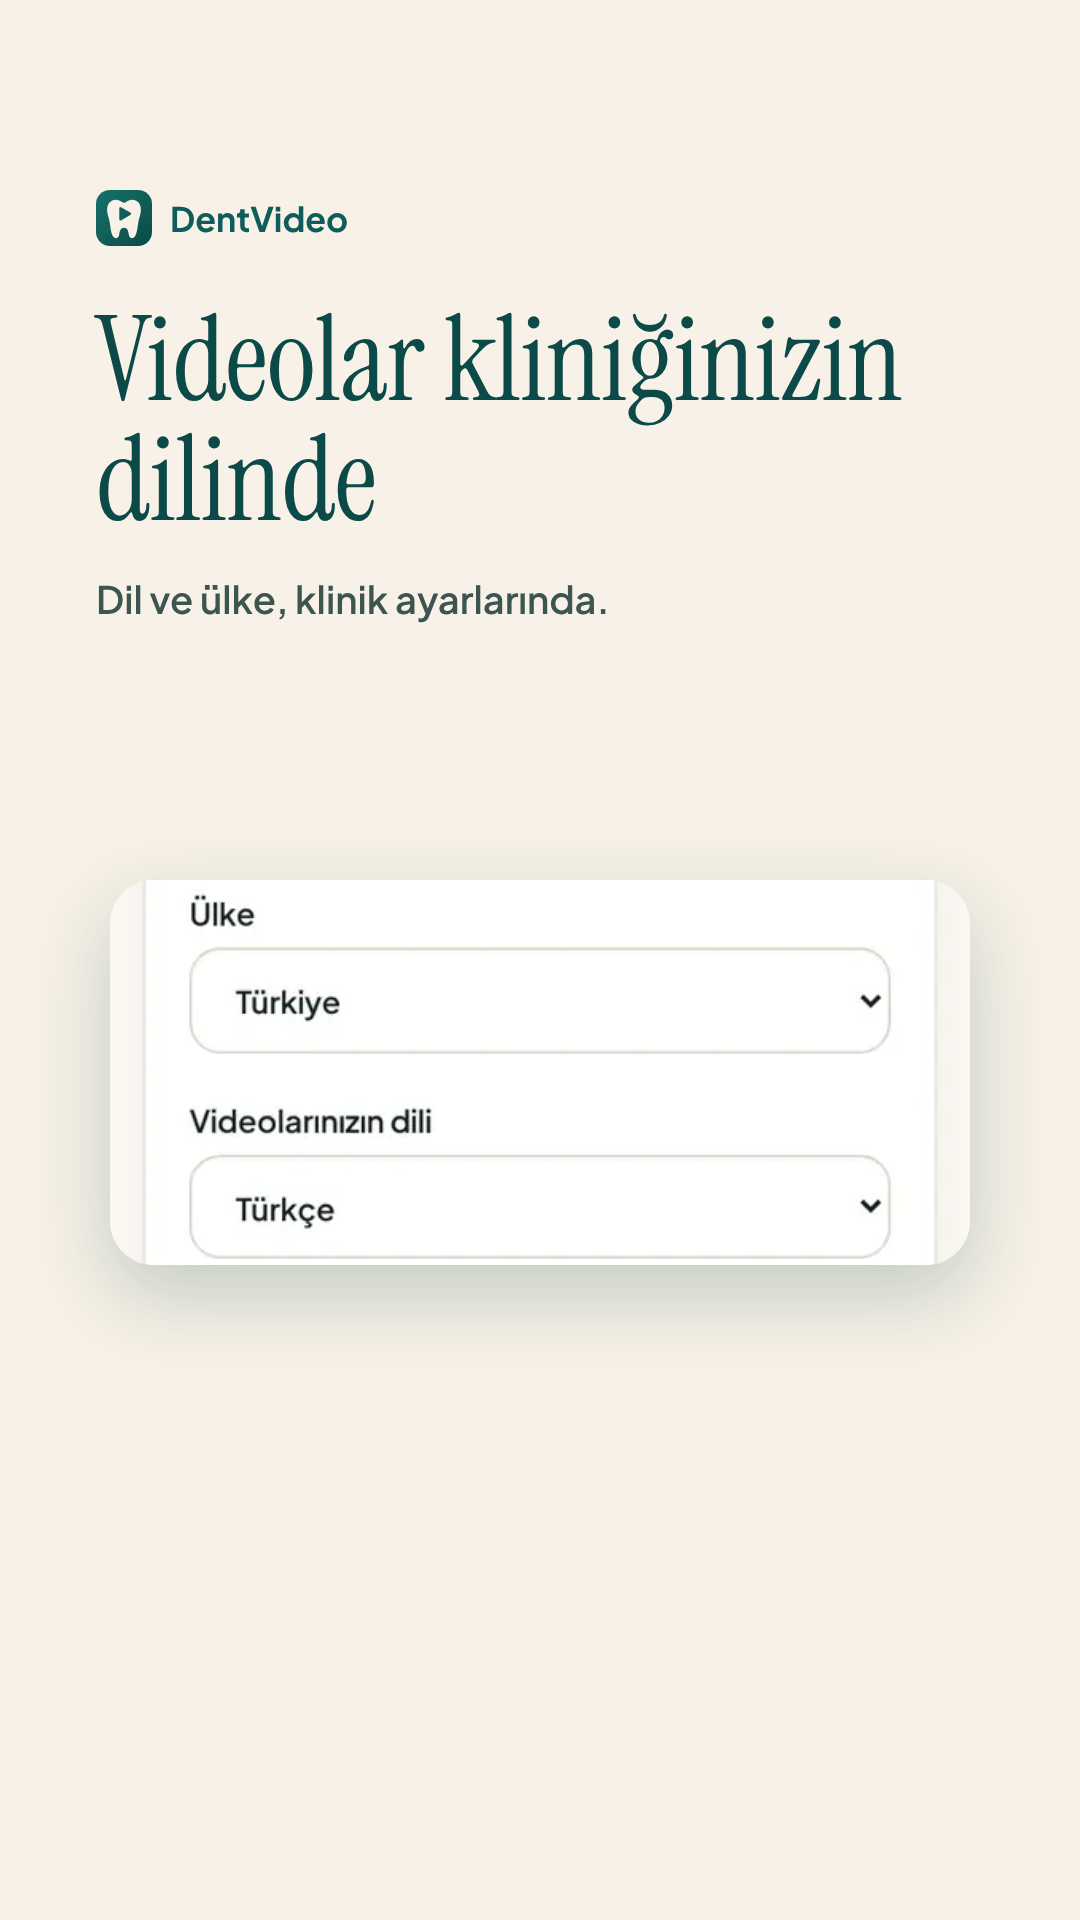 DentVideo
Videolar kliniğinizin
dilinde
Dil ve ülke, klinik ayarlarında.
Ülke
Türkiye
Videolarınızın dili
Türkçe